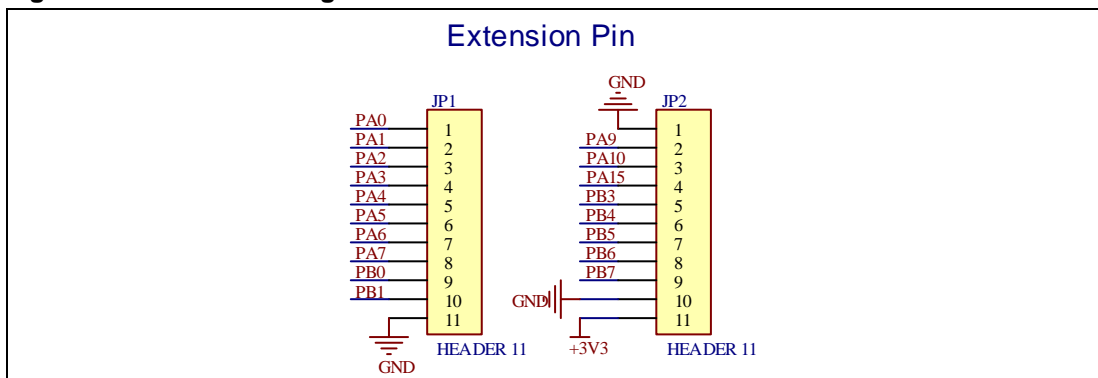 Extension Pin
JP1
PA0 1
PA1 2
PA2 3
PA3 4
PA4 5
PA5 6
PA6 7
PA7 8
PB0 9
PB1 10
11
GND
HEADER 11
GND
JP2
1
PA9 2
PA10 3
PA15 4
PB3 5
PB4 6
PB5 7
PB6 8
PB7 9
GND 10
11
+3V3
HEADER 11